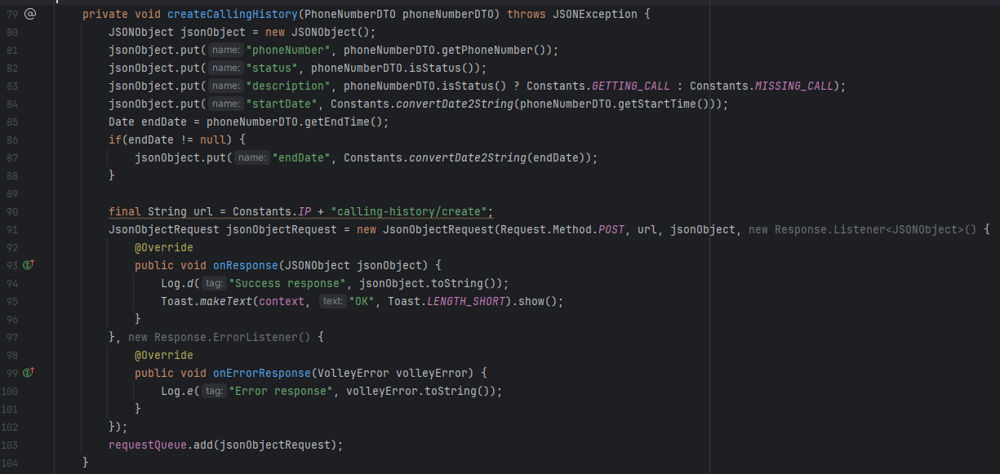 79 @ private void createCallingHistory(PhoneNumberDTO phoneNumberDTO) throws JSONException {
80 JSONObject jsonObject = new JSONObject();
81 jsonObject.put( name: "phoneNumber", phoneNumberDTO.getPhoneNumber());
82 jsonObject.put( name: "status", phoneNumberDTO.isStatus());
83 jsonObject.put( name: "description", phoneNumberDTO.isStatus() ? Constants.GETTING_CALL : Constants.MISSING_CALL);
84 jsonObject.put( name: "startDate", Constants.convertDate2String(phoneNumberDTO.getStartTime()));
85 Date endDate = phoneNumberDTO.getEndTime();
86 if(endDate != null) {
87 jsonObject.put( name: "endDate", Constants.convertDate2String(endDate));
88 }
89
90 final String url = Constants.IP + "calling-history/create";
91 JsonObjectRequest jsonObjectRequest = new JsonObjectRequest(Request.Method.POST, url, jsonObject, new Response.Listener<JSONObject>() {
92 @Override
93 public void onResponse(JSONObject jsonObject) {
94 Log.d( tag: "Success response", jsonObject.toString());
95 Toast.makeText(context, text: "OK", Toast.LENGTH_SHORT).show();
96 }
97 }, new Response.ErrorListener() {
98 @Override
99 public void onErrorResponse(VolleyError volleyError) {
100 Log.e( tag: "Error response", volleyError.toString());
101 }
102 });
103 requestQueue.add(jsonObjectRequest);
104 }